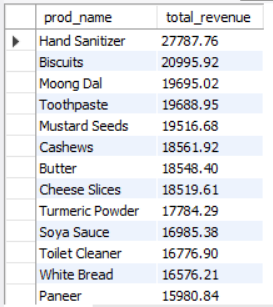 prod_name total_revenue
Hand Sanitizer 27787.76
Biscuits 20995.92
Moong Dal 19695.02
Toothpaste 19688.95
Mustard Seeds 19516.68
Cashews 18561.92
Butter 18548.40
Cheese Slices 18519.61
Turmeric Powder 17784.29
Soya Sauce 16985.38
Toilet Cleaner 16776.90
White Bread 16576.21
Paneer 15980.84